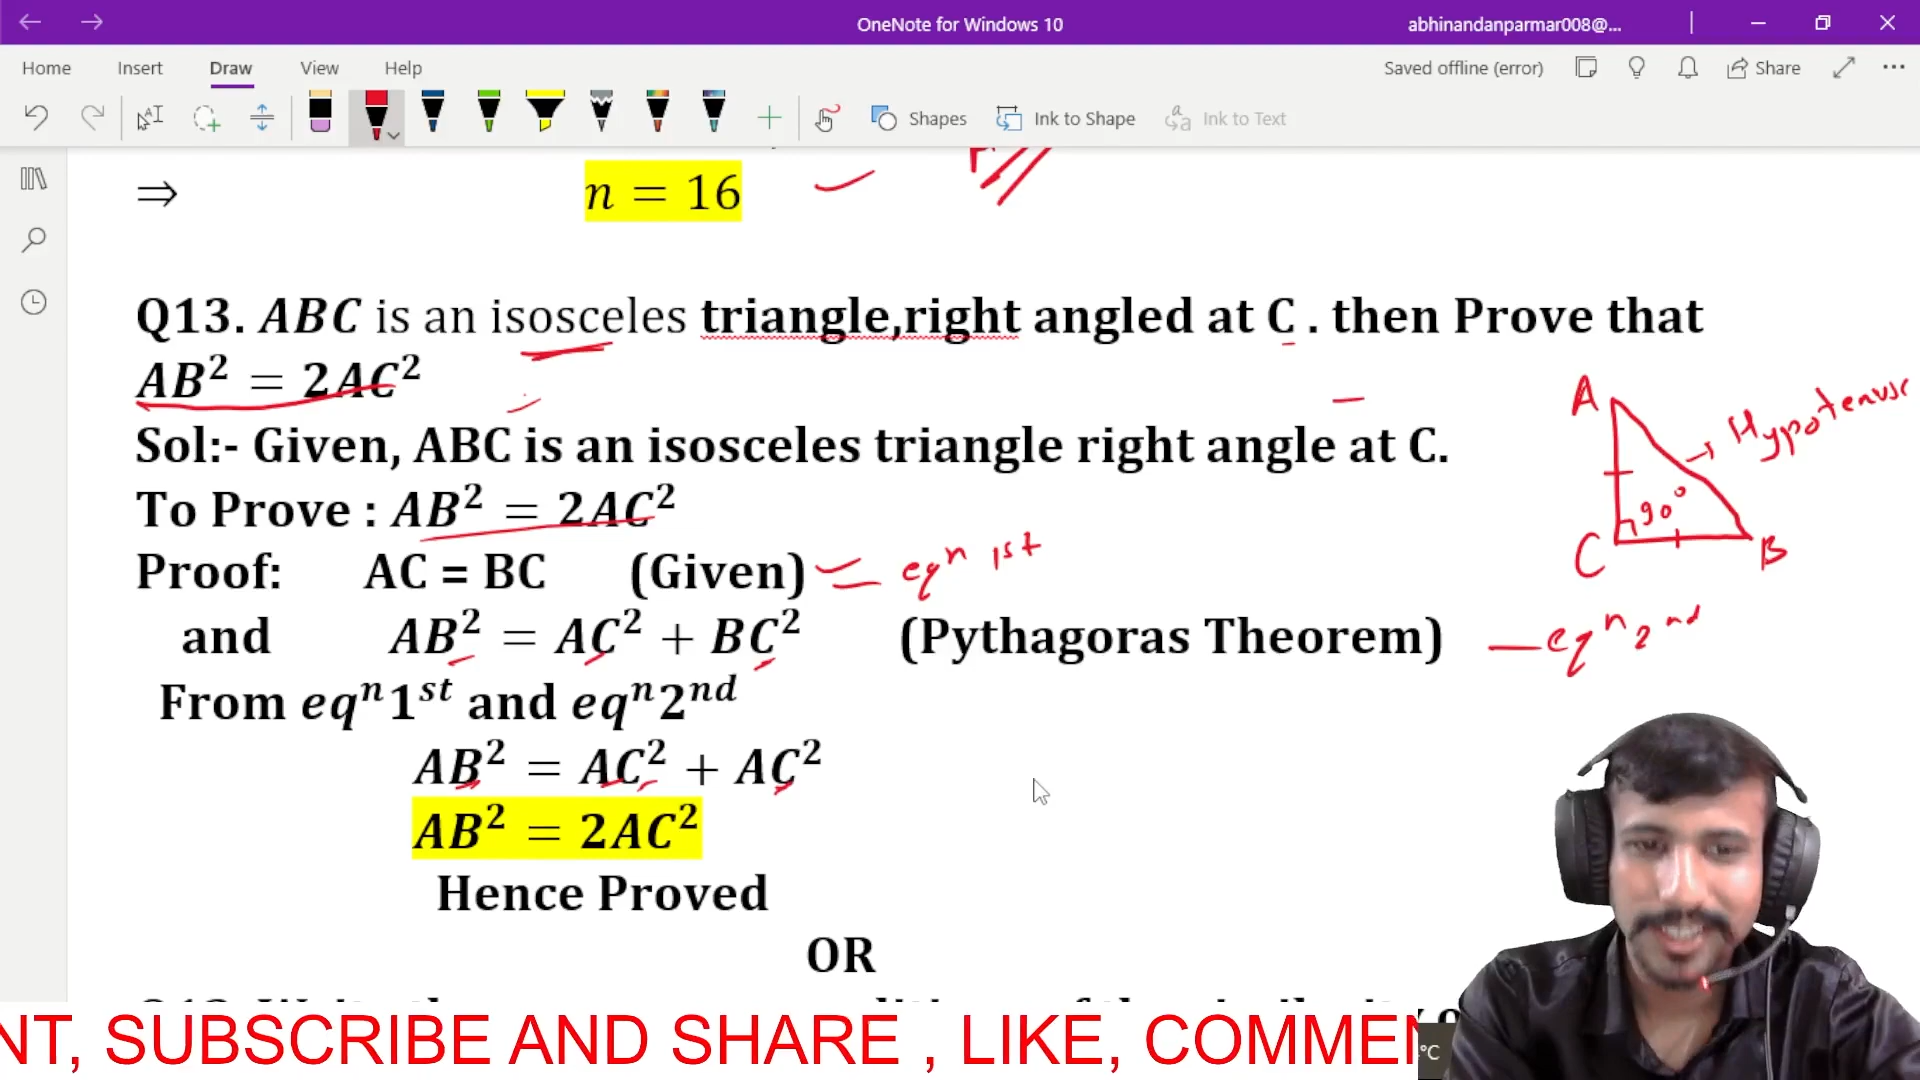 OneNote for Windows 10
abhinandanparmar008@...
Home Insert Draw View Help
Saved offline (error) Share
Shapes Ink to Shape Ink to Text
⇒ n = 16
Q13. ABC is an isosceles triangle,right angled at C . then Prove that
AB² = 2AC²
Sol:- Given, ABC is an isosceles triangle right angle at C.
To Prove : AB² = 2AC²
Proof: AC = BC (Given) eqⁿ 1st
and AB² = AC² + BC² (Pythagoras Theorem) — eqⁿ 2nd
From eqⁿ1ˢᵗ and eqⁿ2ⁿᵈ
AB² = AC² + AC²
AB² = 2AC²
Hence Proved
OR
A
→ Hypotenuse
90°
C
B
NT, SUBSCRIBE AND SHARE , LIKE, COMMEN
°C